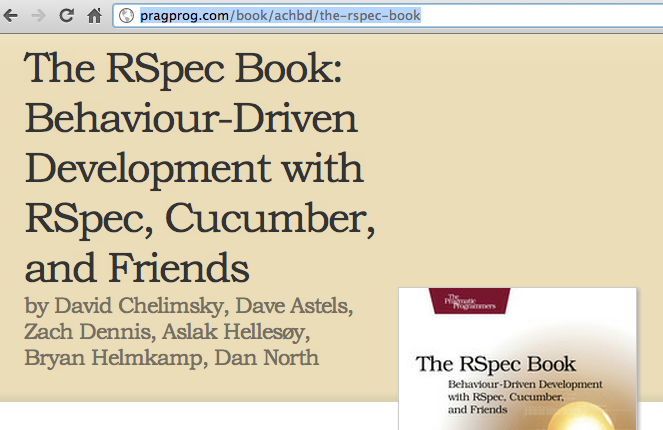 pragprog.com/book/achbd/the-rspec-book
The RSpec Book:
Behaviour-Driven
Development with
RSpec, Cucumber,
and Friends
by David Chelimsky, Dave Astels,
Zach Dennis, Aslak Hellesøy,
Bryan Helmkamp, Dan North
The
Pragmatic
Programmers
The RSpec Book
Behaviour-Driven Development
with RSpec, Cucumber,
and Friends